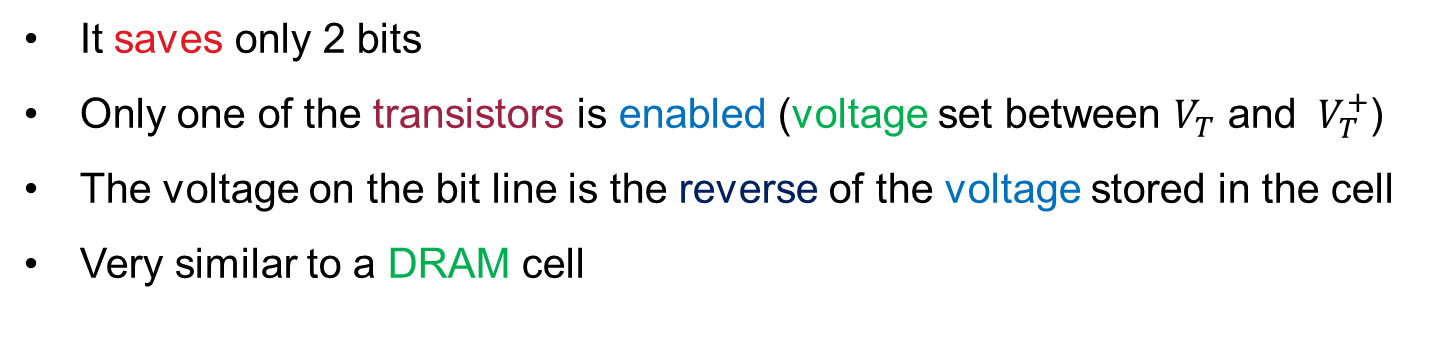 • It saves only 2 bits
• Only one of the transistors is enabled (voltage set between $V_T$ and $V_T^+$)
• The voltage on the bit line is the reverse of the voltage stored in the cell
• Very similar to a DRAM cell